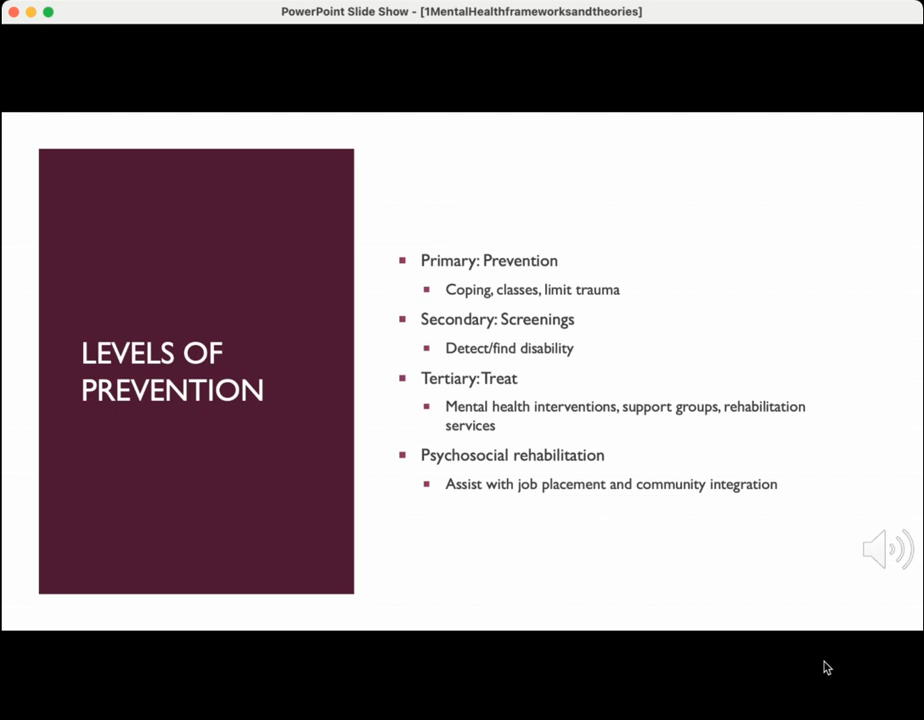 PowerPoint Slide Show - [1MentalHealthframeworksandtheories]
LEVELS OF
PREVENTION
Primary: Prevention
Coping, classes, limit trauma
Secondary: Screenings
Detect/find disability
Tertiary: Treat
Mental health interventions, support groups, rehabilitation
services
Psychosocial rehabilitation
Assist with job placement and community integration